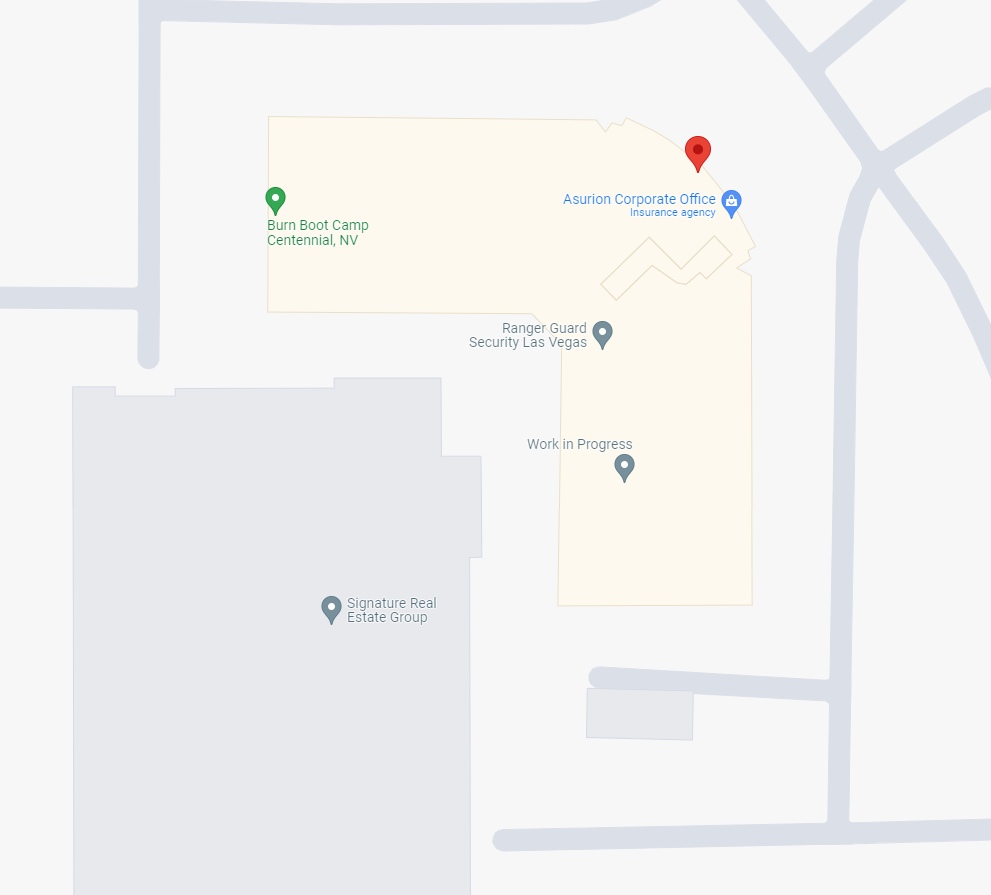 Asurion Corporate Office
Insurance agency
Burn Boot Camp
Centennial, NV
Ranger Guard
Security Las Vegas
Work in Progress
Signature Real
Estate Group